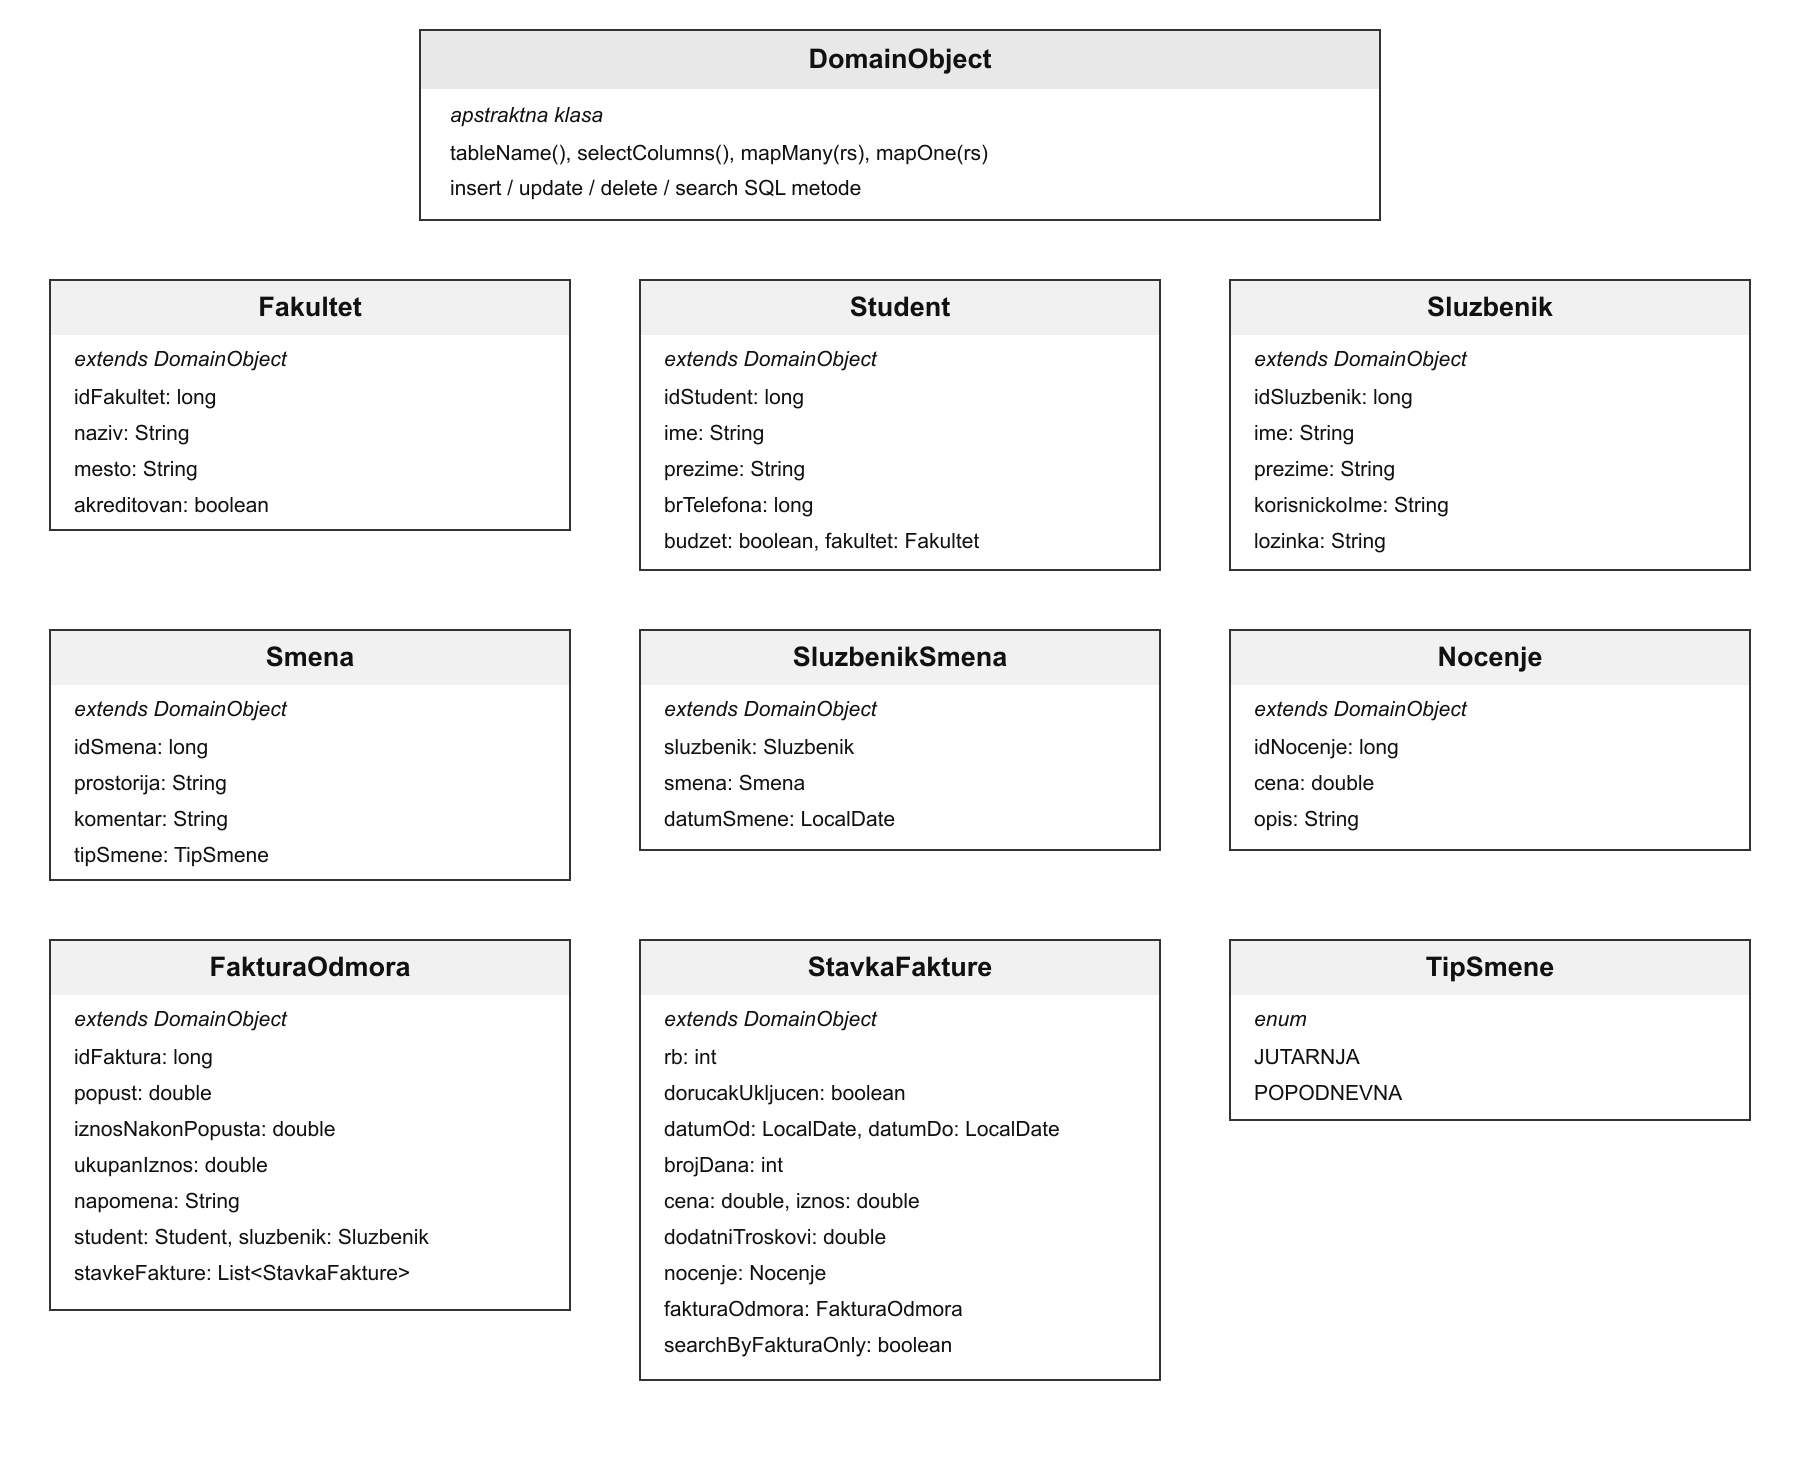 DomainObject
apstraktna klasa
tableName(), selectColumns(), mapMany(rs), mapOne(rs)
insert / update / delete / search SQL metode
Fakultet
extends DomainObject
idFakultet: long
naziv: String
mesto: String
akreditovan: boolean
Student
extends DomainObject
idStudent: long
ime: String
prezime: String
brTelefona: long
budzet: boolean, fakultet: Fakultet
Sluzbenik
extends DomainObject
idSluzbenik: long
ime: String
prezime: String
korisnickoIme: String
lozinka: String
Smena
extends DomainObject
idSmena: long
prostorija: String
komentar: String
tipSmene: TipSmene
SluzbenikSmena
extends DomainObject
sluzbenik: Sluzbenik
smena: Smena
datumSmene: LocalDate
Nocenje
extends DomainObject
idNocenje: long
cena: double
opis: String
FakturaOdmora
extends DomainObject
idFaktura: long
popust: double
iznosNakonPopusta: double
ukupanIznos: double
napomena: String
student: Student, sluzbenik: Sluzbenik
stavkeFakture: List<StavkaFakture>
StavkaFakture
extends DomainObject
rb: int
dorucakUkljucen: boolean
datumOd: LocalDate, datumDo: LocalDate
brojDana: int
cena: double, iznos: double
dodatniTroskovi: double
nocenje: Nocenje
fakturaOdmora: FakturaOdmora
searchByFakturaOnly: boolean
TipSmene
enum
JUTARNJA
POPODNEVNA